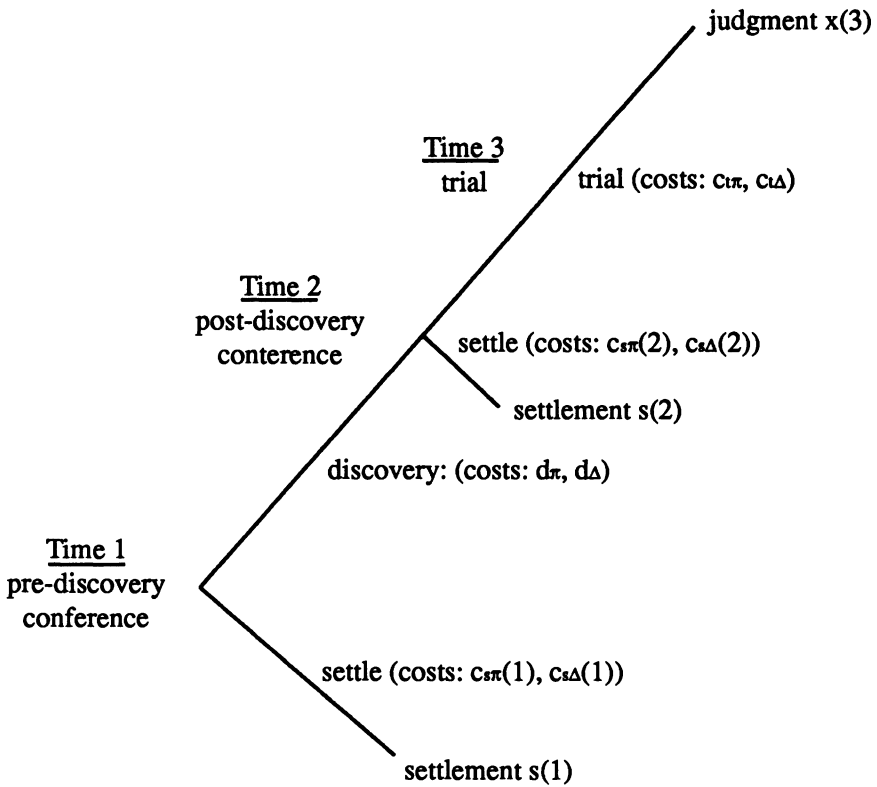 judgment x(3)
Time 3
trial
trial (costs: ctπ, ctΔ)
Time 2
post-discovery
conterence
settle (costs: csπ(2), csΔ(2))
settlement s(2)
discovery: (costs: dπ, dΔ)
Time 1
pre-discovery
conference
settle (costs: csπ(1), csΔ(1))
settlement s(1)